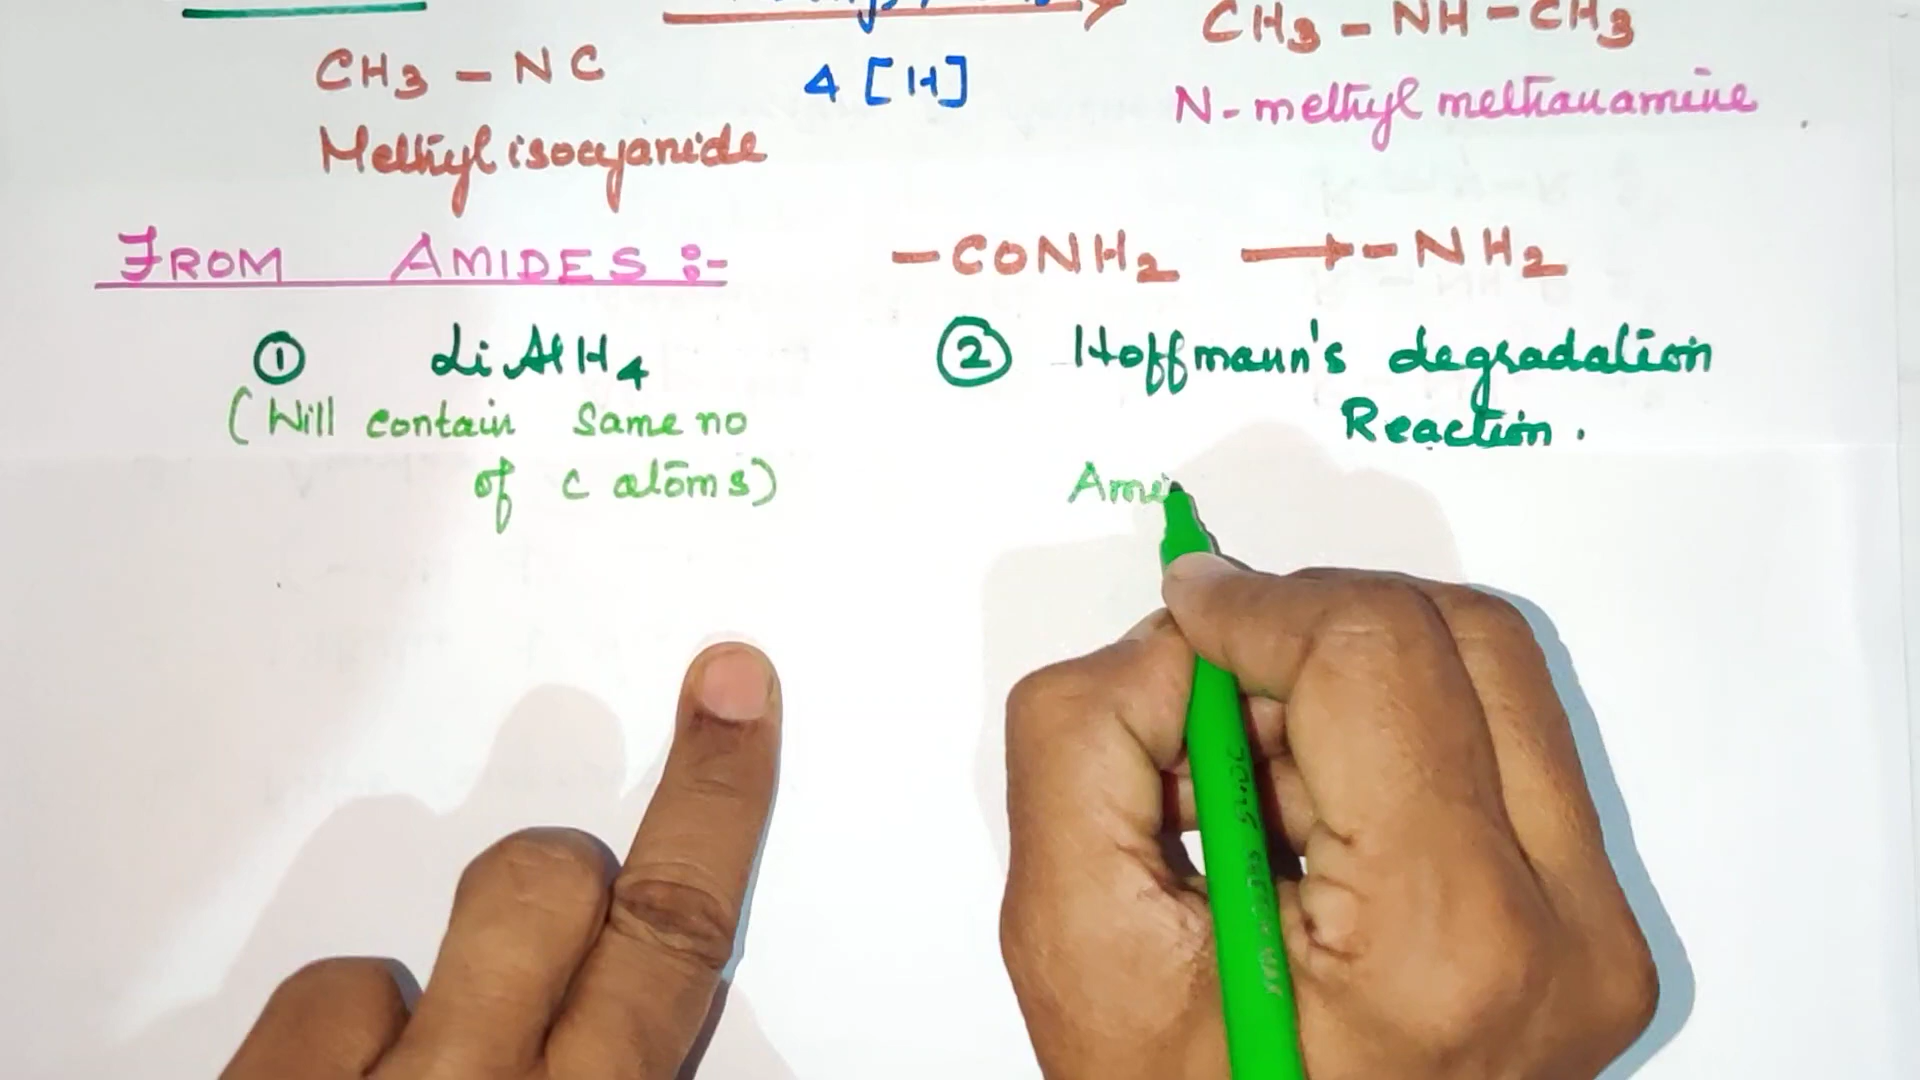 CH3 - NC
4 [H]
CH3 - NH - CH3
Methyl isocyanide
N-methyl methanamine
FROM AMIDES :-
-CONH2 → -NH2
① LiAlH4
(Will contain same no
of C atoms)
② Hoffmann's degradation
Reaction.
Ami